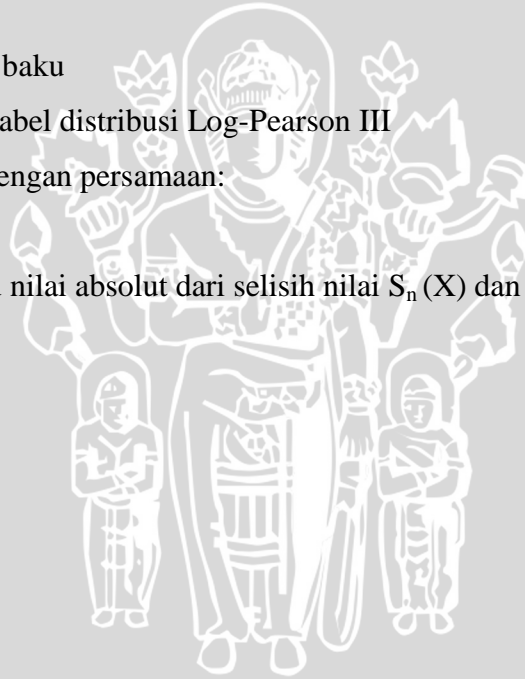 baku
abel distribusi Log-Pearson III
engan persamaan:
nilai absolut dari selisih nilai Sₙ (X) dan